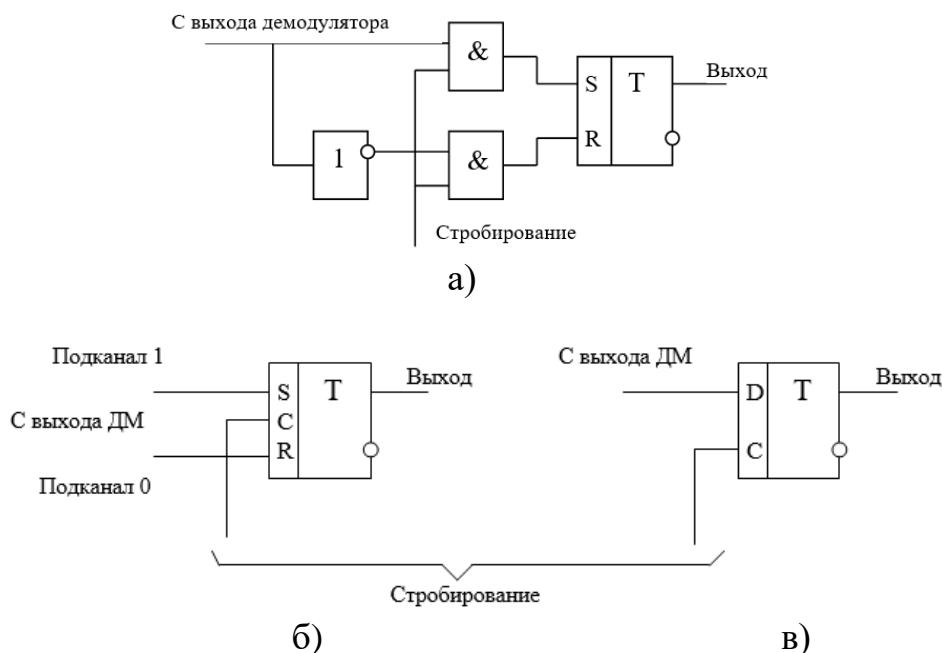 С выхода демодулятора
&
S T Выход
R
1
&
Стробирование
а)
Подканал 1
С выхода ДМ
S T Выход
C
R
Подканал 0
С выхода ДМ
D T Выход
C
Стробирование
б) в)